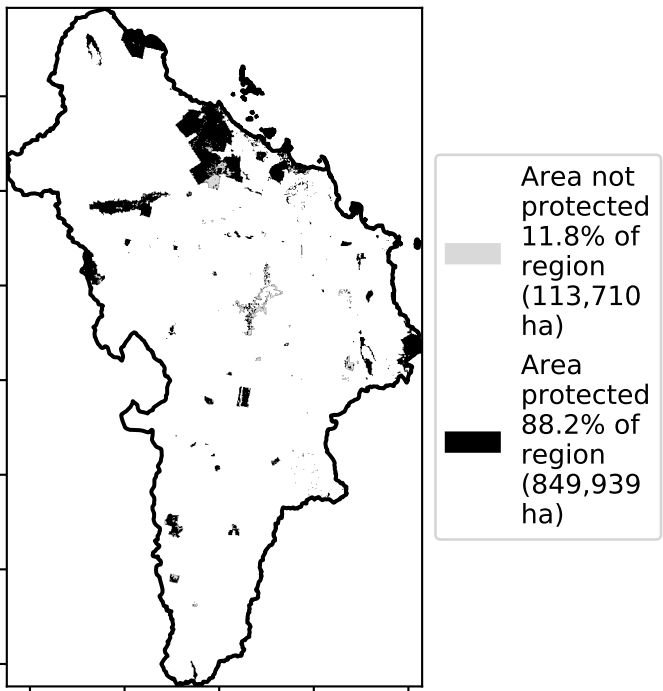 Area not
protected
11.8% of
region
(113,710
ha)
Area
protected
88.2% of
region
(849,939
ha)